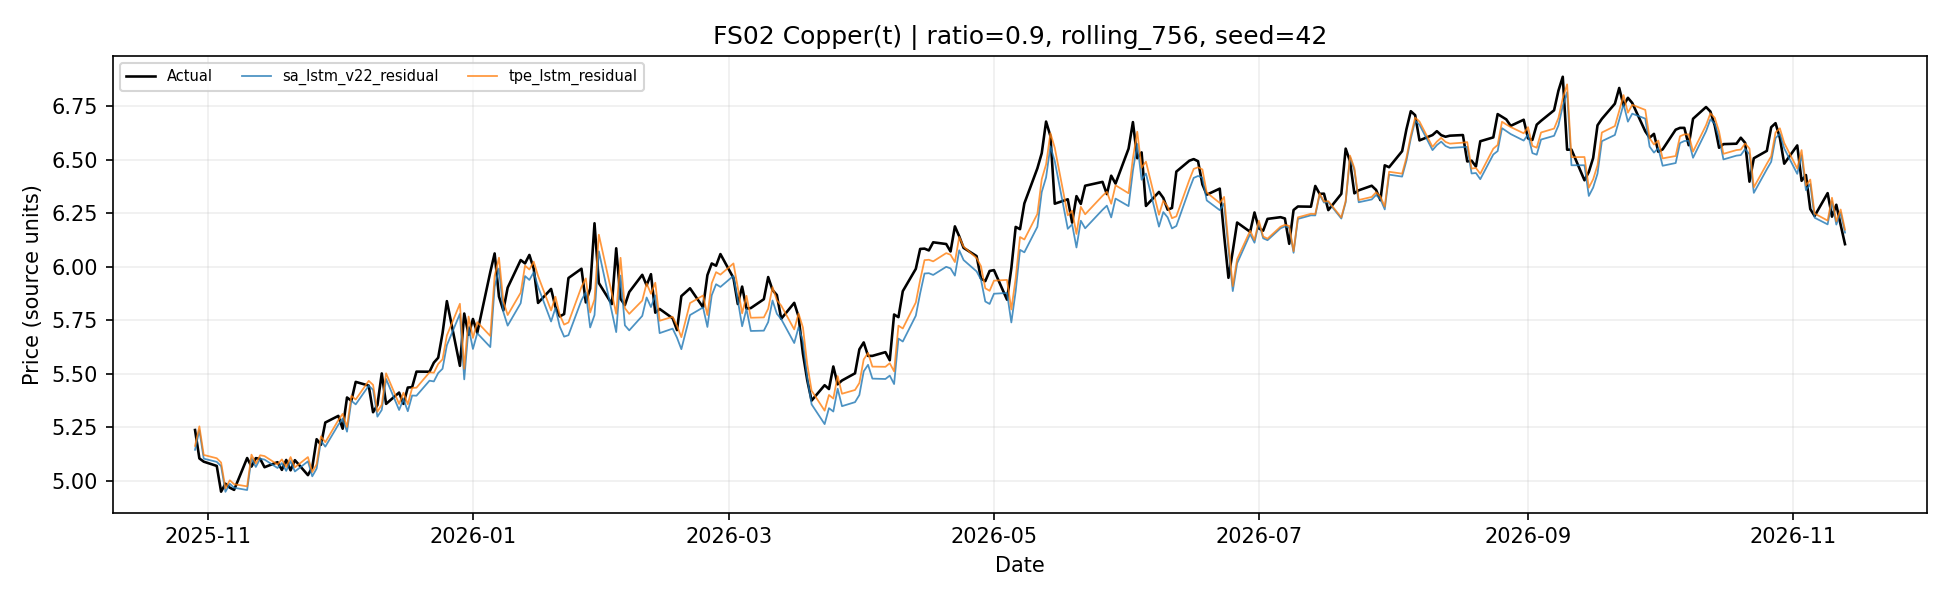 FS02 Copper(t) | ratio=0.9, rolling_756, seed=42
Actual sa_lstm_v22_residual tpe_lstm_residual
Price (source units)
6.75
6.50
6.25
6.00
5.75
5.50
5.25
5.00
2025-11 2026-01 2026-03 2026-05 2026-07 2026-09 2026-11
Date